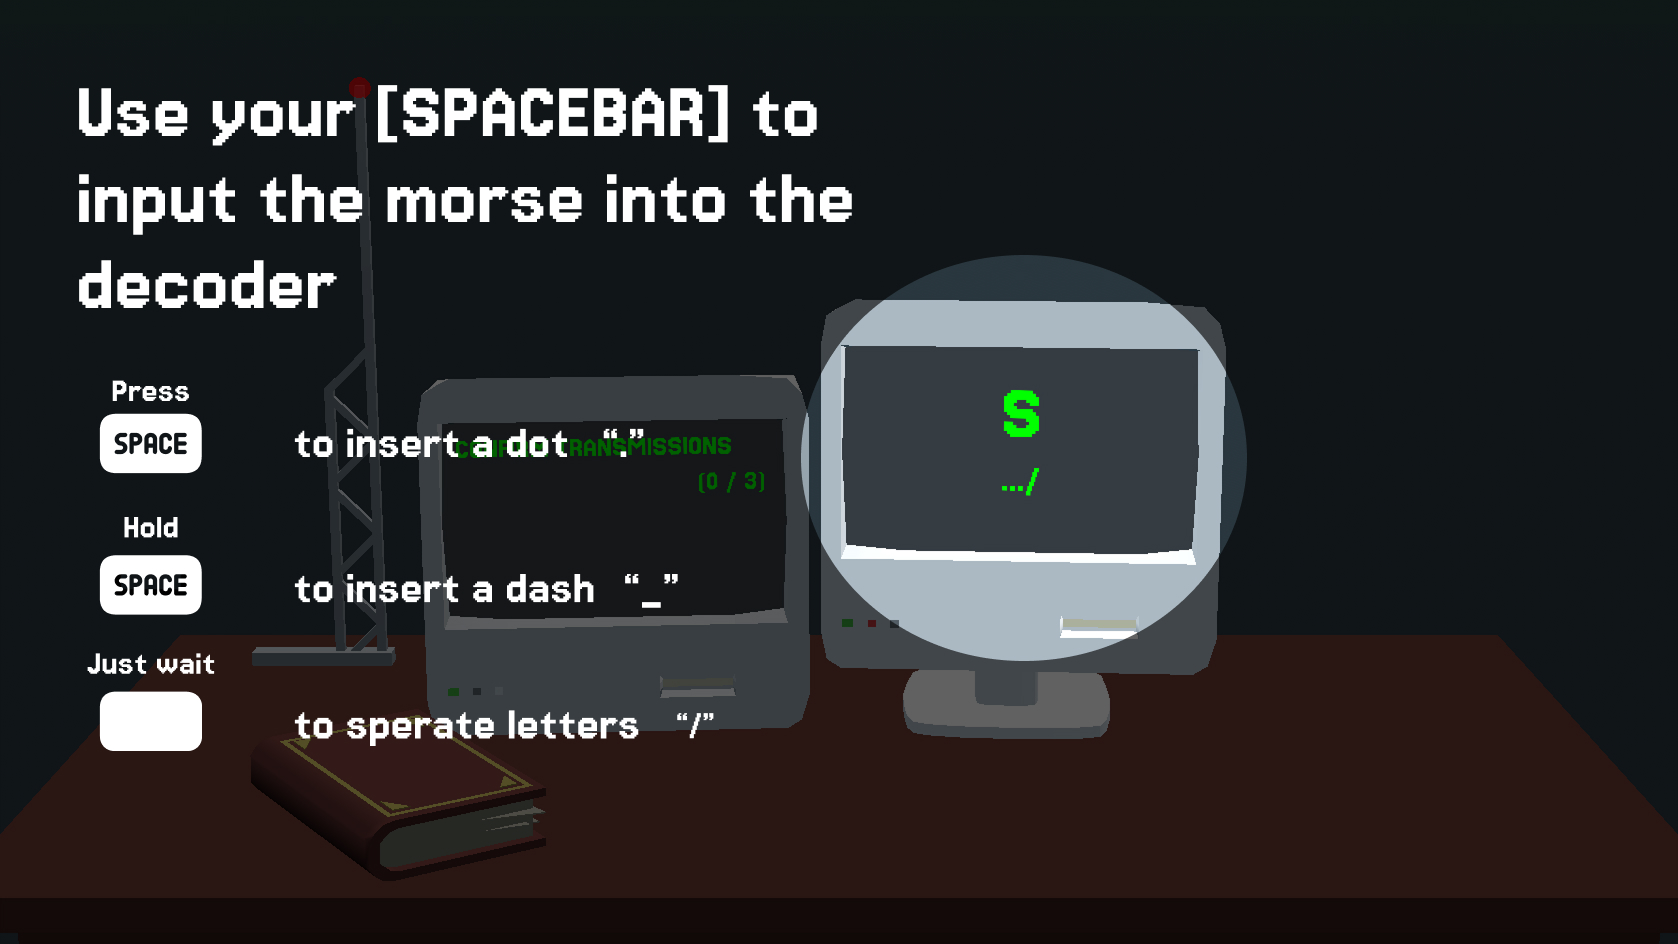 Use your [SPACEBAR] to
input the morse into the
decoder
Press
SPACE
to insert a dot “.”
Hold
SPACE
to insert a dash “_”
Just wait
to sperate letters “/”
TRANSMISSIONS
(0 / 3)
S
.../